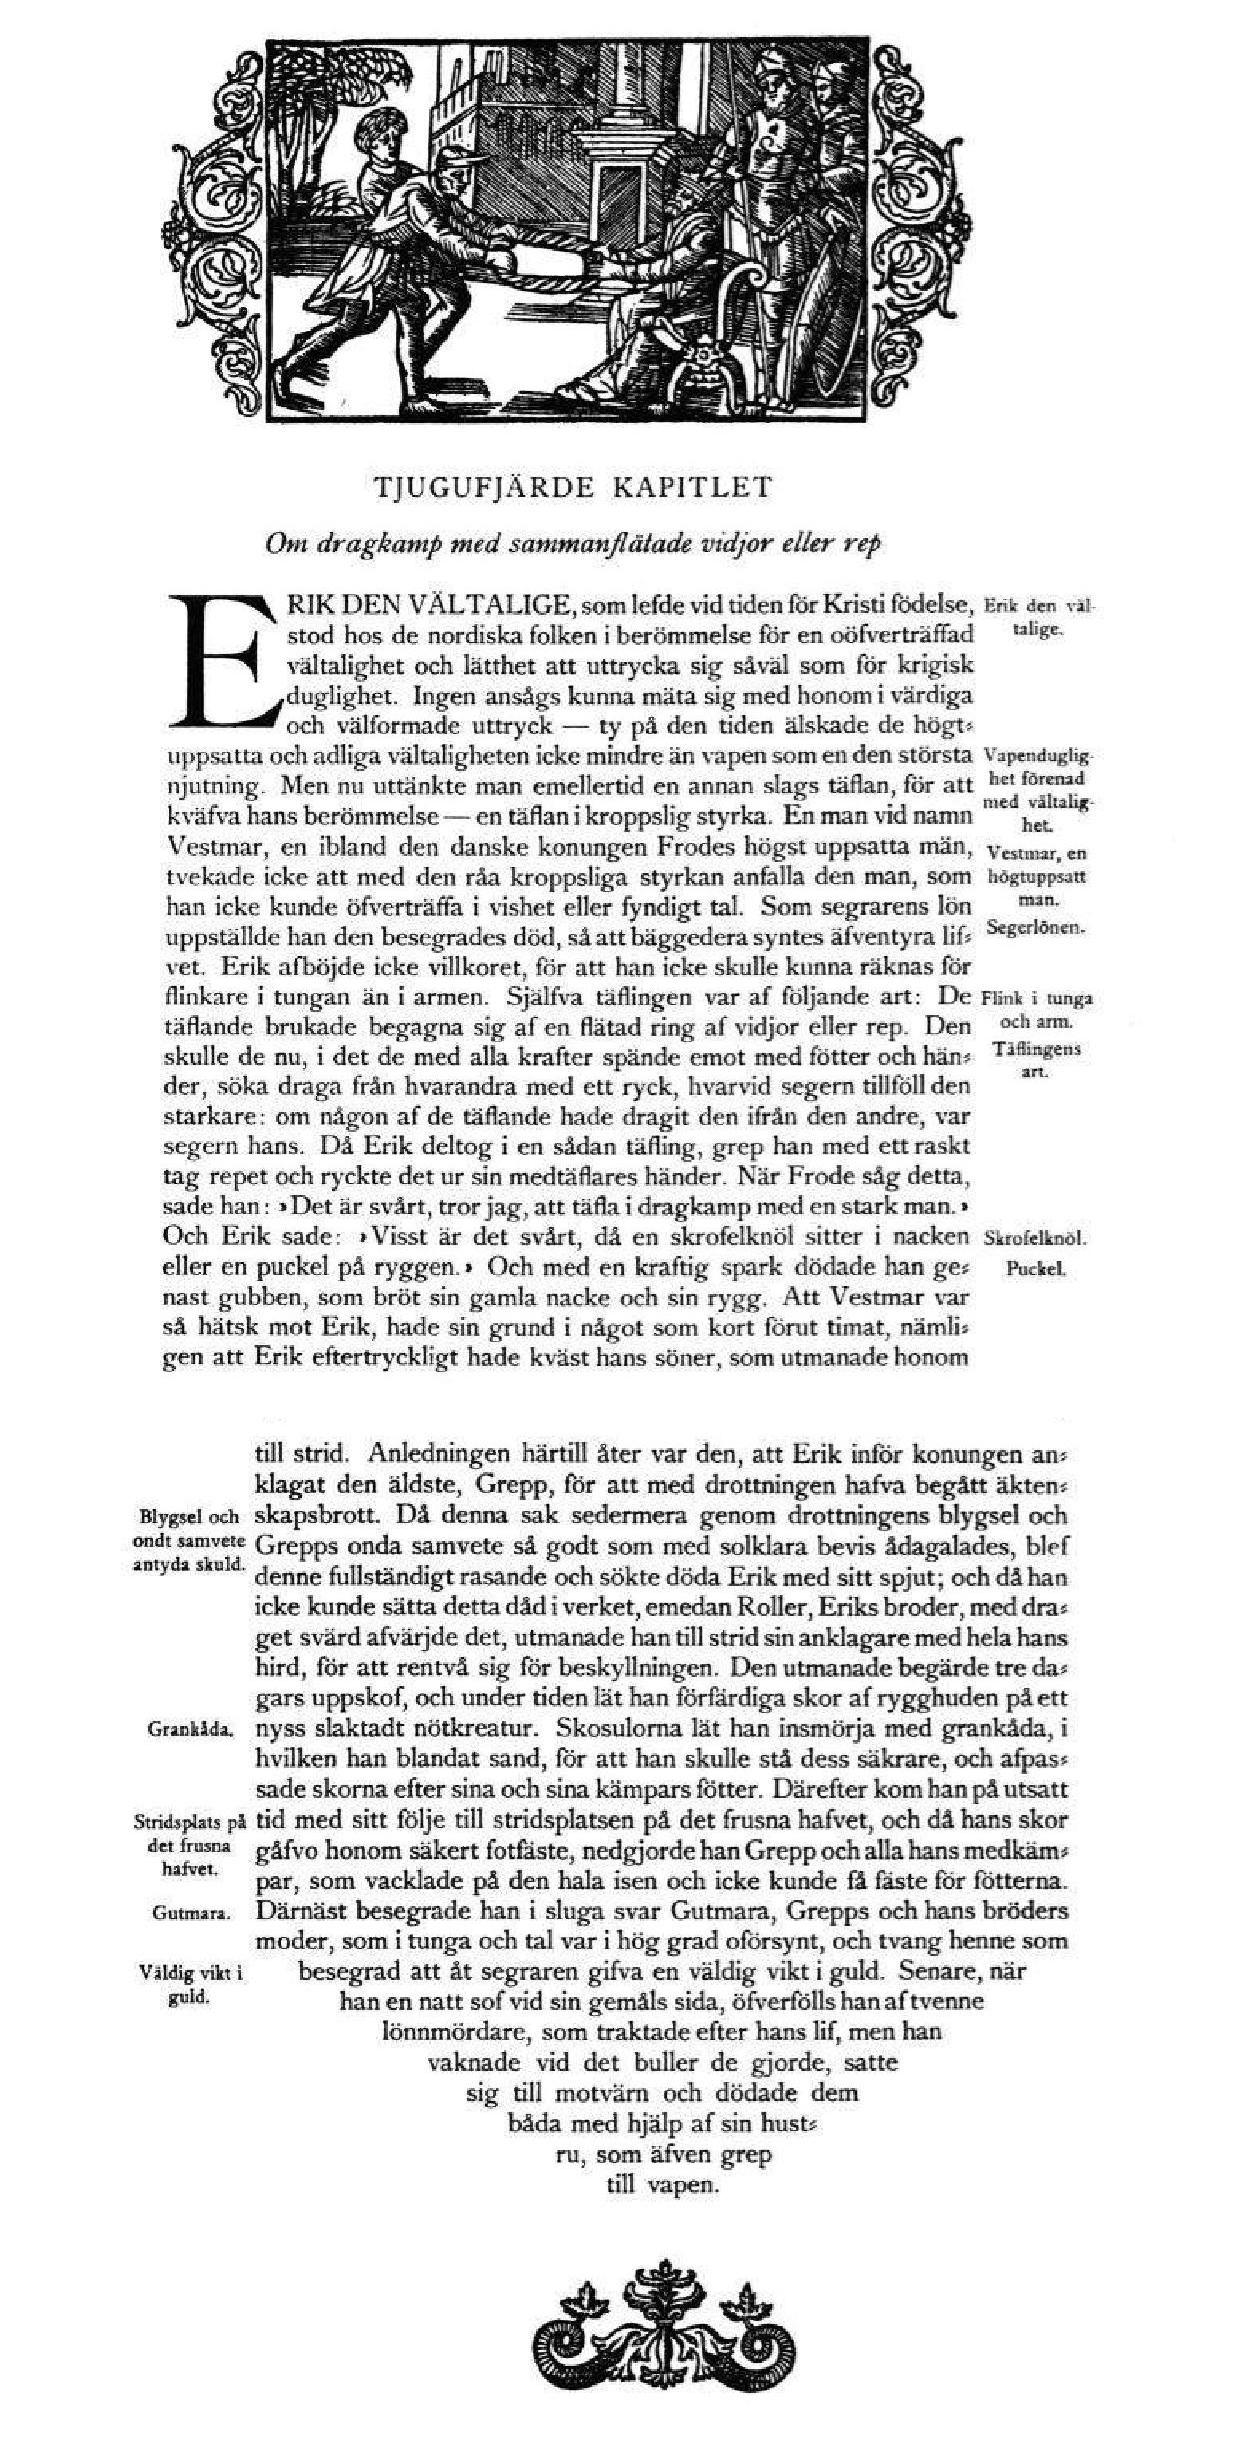 TJUGUFJÄRDE KAPITLET
Om dragkamp med sammanflätade vidjor eller rep
ERIK DEN VÄLTALIGE, som lefde vid tiden för Kristi födelse,
stod hos de nordiska folken i berömmelse för en oöfverträffad
vältalighet och lätthet att uttrycka sig såväl som för krigisk
duglighet. Ingen ansågs kunna mäta sig med honom i värdiga
och välformade uttryck — ty på den tiden älskade de högt⸗
uppsatta och adliga vältaligheten icke mindre än vapen som en den största
njutning. Men nu uttänkte man emellertid en annan slags täflan, för att
kväfva hans berömmelse — en täflan i kroppslig styrka. En man vid namn
Vestmar, en ibland den danske konungen Frodes högst uppsatta män,
tvekade icke att med den råa kroppsliga styrkan anfalla den man, som
han icke kunde öfverträffa i vishet eller fyndigt tal. Som segrarens lön
uppställde han den besegrades död, så att bäggedera syntes äfventyra lif⸗
vet. Erik afböjde icke villkoret, för att han icke skulle kunna räknas för
flinkare i tungan än i armen. Själfva täflingen var af följande art: De
täflande brukade begagna sig af en flätad ring af vidjor eller rep. Den
skulle de nu, i det de med alla krafter spände emot med fötter och hän⸗
der, söka draga från hvarandra med ett ryck, hvarvid segern tillföll den
starkare: om någon af de täflande hade dragit den ifrån den andre, var
segern hans. Då Erik deltog i en sådan täfling, grep han med ett raskt
tag repet och ryckte det ur sin medtäflares händer. När Frode såg detta,
sade han: »Det är svårt, tror jag, att täfla i dragkamp med en stark man.»
Och Erik sade: »Visst är det svårt, då en skrofelknöl sitter i nacken
eller en puckel på ryggen.» Och med en kraftig spark dödade han ge⸗
nast gubben, som bröt sin gamla nacke och sin rygg. Att Vestmar var
så hätsk mot Erik, hade sin grund i något som kort förut timat, nämli⸗
gen att Erik eftertryckligt hade kväst hans söner, som utmanade honom
Erik den väl-
talige.
Vapenduglig-
het förenad
med vältalig-
het.
Vestmar, en
högtuppsatt
man.
Segerlönen.
Flink i tunga
och arm.
Täflingens
art.
Skrofelknöl.
Puckel.
till strid. Anledningen härtill åter var den, att Erik inför konungen an⸗
klagat den äldste, Grepp, för att med drottningen hafva begått äkten⸗
skapsbrott. Då denna sak sedermera genom drottningens blygsel och
Grepps onda samvete så godt som med solklara bevis ådagalades, blef
denne fullständigt rasande och sökte döda Erik med sitt spjut; och då han
icke kunde sätta detta dåd i verket, emedan Roller, Eriks broder, med dra⸗
get svärd afvärjde det, utmanade han till strid sin anklagare med hela hans
hird, för att rentvå sig för beskyllningen. Den utmanade begärde tre da⸗
gars uppskof, och under tiden lät han förfärdiga skor af rygghuden på ett
nyss slaktadt nötkreatur. Skosulorna lät han insmörja med grankåda, i
hvilken han blandat sand, för att han skulle stå dess säkrare, och afpas⸗
sade skorna efter sina och sina kämpars fötter. Därefter kom han på utsatt
tid med sitt följe till stridsplatsen på det frusna hafvet, och då hans skor
gåfvo honom säkert fotfäste, nedgjorde han Grepp och alla hans medkäm⸗
par, som vacklade på den hala isen och icke kunde få fäste för fötterna.
Därnäst besegrade han i sluga svar Gutmara, Grepps och hans bröders
moder, som i tunga och tal var i hög grad oförsynt, och tvang henne som
besegrad att åt segraren gifva en väldig vikt i guld. Senare, när
han en natt sof vid sin gemåls sida, öfverfölls han af tvenne
lönnmördare, som traktade efter hans lif, men han
vaknade vid det buller de gjorde, satte
sig till motvärn och dödade dem
båda med hjälp af sin hust⸗
ru, som äfven grep
till vapen.
Blygsel och
ondt samvete
antyda skuld.
Grankåda.
Stridsplats på
det frusna
hafvet.
Gutmara.
Väldig vikt i
guld.